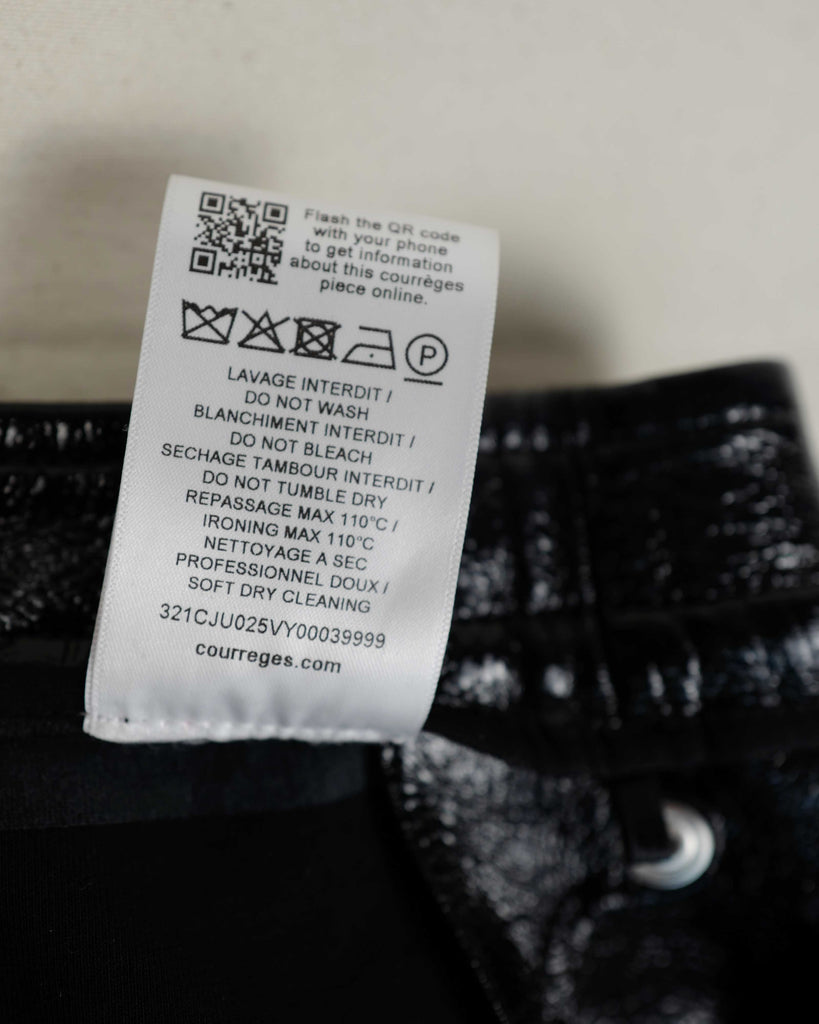 Flash the QR code
with your phone
to get information
about this courrèges
piece online.
P
LAVAGE INTERDIT /
DO NOT WASH
BLANCHIMENT INTERDIT /
DO NOT BLEACH
SECHAGE TAMBOUR INTERDIT /
DO NOT TUMBLE DRY
REPASSAGE MAX 110°C /
IRONING MAX 110°C
NETTOYAGE A SEC
PROFESSIONNEL DOUX /
SOFT DRY CLEANING
321CJU025VY00039999
courreges.com